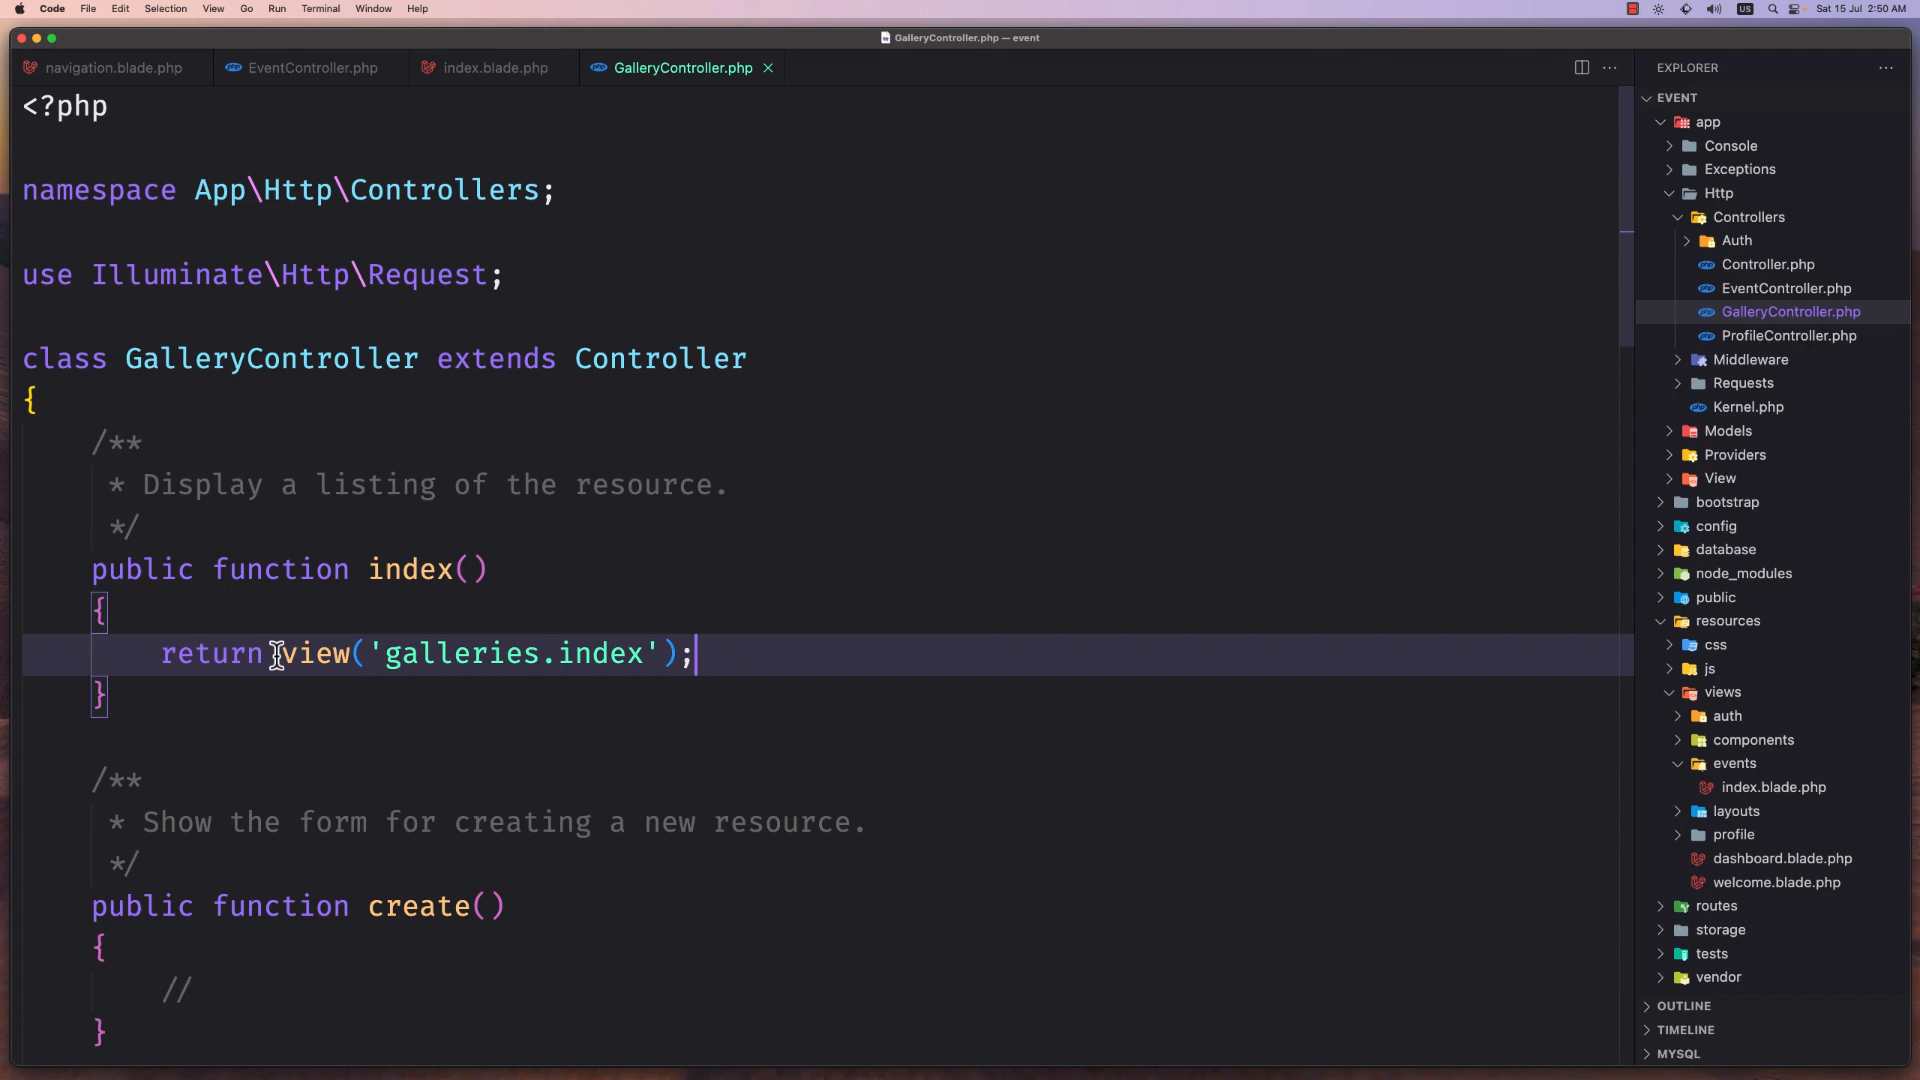 Code File Edit Selection View Go Run Terminal Window Help
US Sat 15 Jul 2:50 AM
GalleryController.php — event
navigation.blade.php EventController.php index.blade.php GalleryController.php
<?php
namespace App\Http\Controllers;
use Illuminate\Http\Request;
class GalleryController extends Controller
{
/**
* Display a listing of the resource.
*/
public function index()
{
return view('galleries.index');
}
/**
* Show the form for creating a new resource.
*/
public function create()
{
//
}
EXPLORER
EVENT
app
Console
Exceptions
Http
Controllers
Auth
Controller.php
EventController.php
GalleryController.php
ProfileController.php
Middleware
Requests
Kernel.php
Models
Providers
View
bootstrap
config
database
node_modules
public
resources
css
js
views
auth
components
events
index.blade.php
layouts
profile
dashboard.blade.php
welcome.blade.php
routes
storage
tests
vendor
OUTLINE
TIMELINE
MYSQL